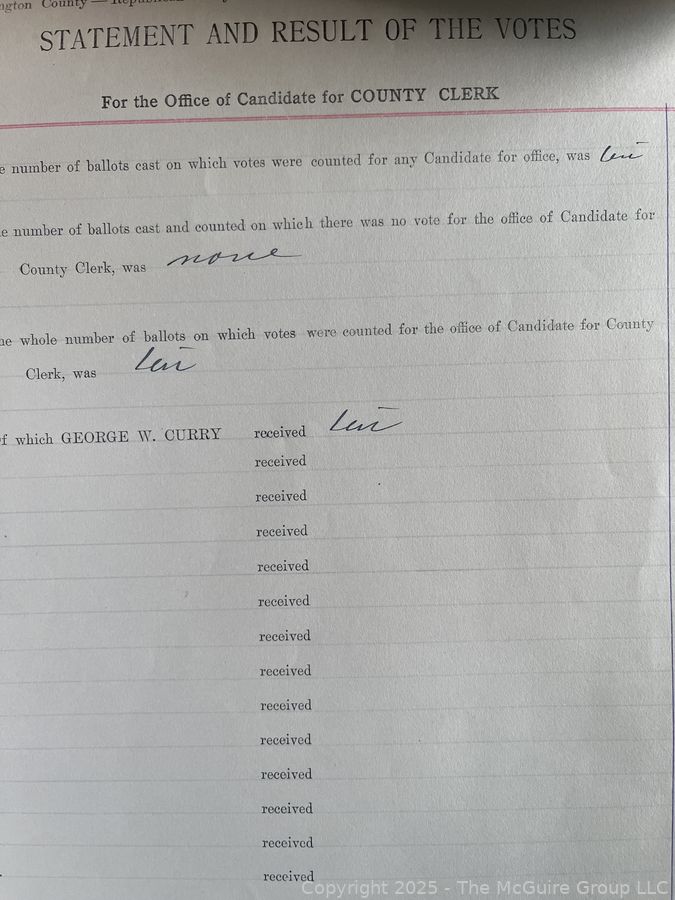 ngton County — Republican
STATEMENT AND RESULT OF THE VOTES
For the Office of Candidate for COUNTY CLERK
e number of ballots cast on which votes were counted for any Candidate for office, was ten
e number of ballots cast and counted on which there was no vote for the office of Candidate for
County Clerk, was none
he whole number of ballots on which votes were counted for the office of Candidate for County
Clerk, was ten
f which GEORGE W. CURRY received ten
received
received
received
received
received
received
received
received
received
received
received
received
received
Copyright 2025 - The McGuire Group LLC